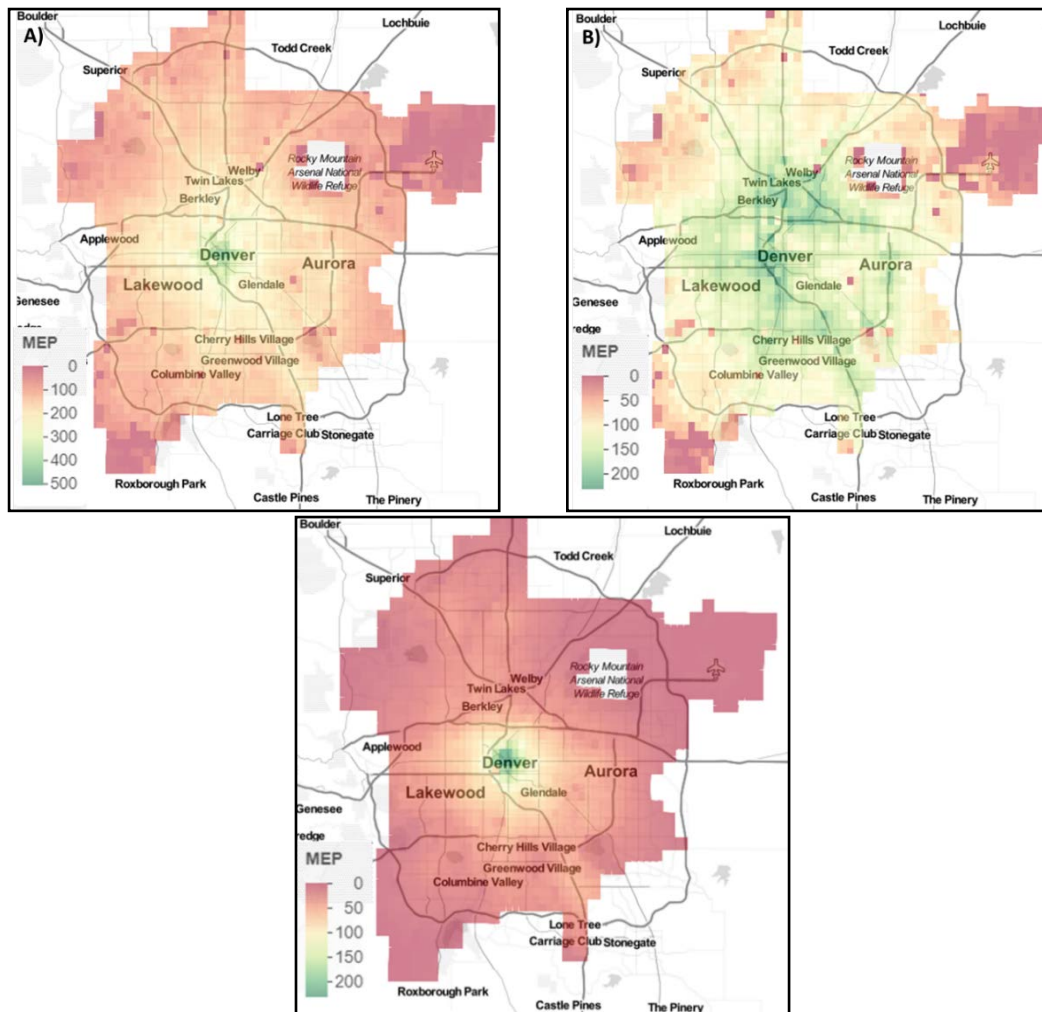 Boulder
Lochbuie
A)
Todd Creek
Superior
Rocky Mountain
Arsenal National
Wildlife Refuge
Welby
Twin Lakes
Berkley
Applewood
Denver
Aurora
Lakewood
Glendale
Genesee
redge
MEP
Cherry Hills Village
Greenwood Village
Columbine Valley
0
100
200
300
400
500
Lone Tree
Carriage Club Stonegate
Roxborough Park
Castle Pines
The Pinery
Boulder
Lochbuie
B)
Todd Creek
Superior
Rocky Mountain
Arsenal National
Wildlife Refuge
Welby
Twin Lakes
Berkley
Applewood
Denver
Aurora
Lakewood
Glendale
Genesee
redge
MEP
Cherry Hills Village
Greenwood Village
Columbine Valley
0
50
100
150
200
Lone Tree
Carriage Club Stonegate
Roxborough Park
Castle Pines
The Pinery
Boulder
Lochbuie
Todd Creek
Superior
Rocky Mountain
Arsenal National
Wildlife Refuge
Welby
Twin Lakes
Berkley
Applewood
Denver
Aurora
Lakewood
Glendale
Genesee
redge
MEP
Cherry Hills Village
Greenwood Village
Columbine Valley
0
50
100
150
200
Lone Tree
Carriage Club Stonegate
Roxborough Park
Castle Pines
The Pinery